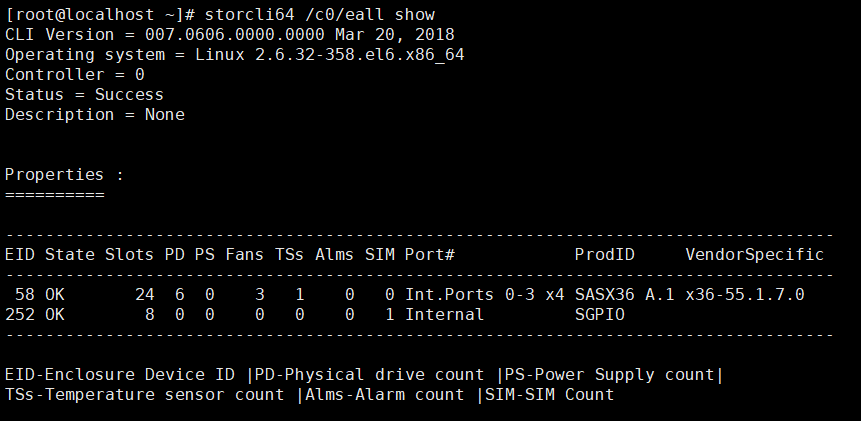 [root@localhost ~]# storcli64 /c0/eall show
CLI Version = 007.0606.0000.0000 Mar 20, 2018
Operating system = Linux 2.6.32-358.el6.x86_64
Controller = 0
Status = Success
Description = None
Properties :
==========
-----------------------------------------------------------------------------------
EID State Slots PD PS Fans TSs Alms SIM Port#            ProdID     VendorSpecific
-----------------------------------------------------------------------------------
 58 OK       24  6  0    3   1    0   0 Int.Ports 0-3 x4 SASX36 A.1 x36-55.1.7.0
252 OK        8  0  0    0   0    0   1 Internal         SGPIO
-----------------------------------------------------------------------------------
EID-Enclosure Device ID |PD-Physical drive count |PS-Power Supply count|
TSs-Temperature sensor count |Alms-Alarm count |SIM-SIM Count